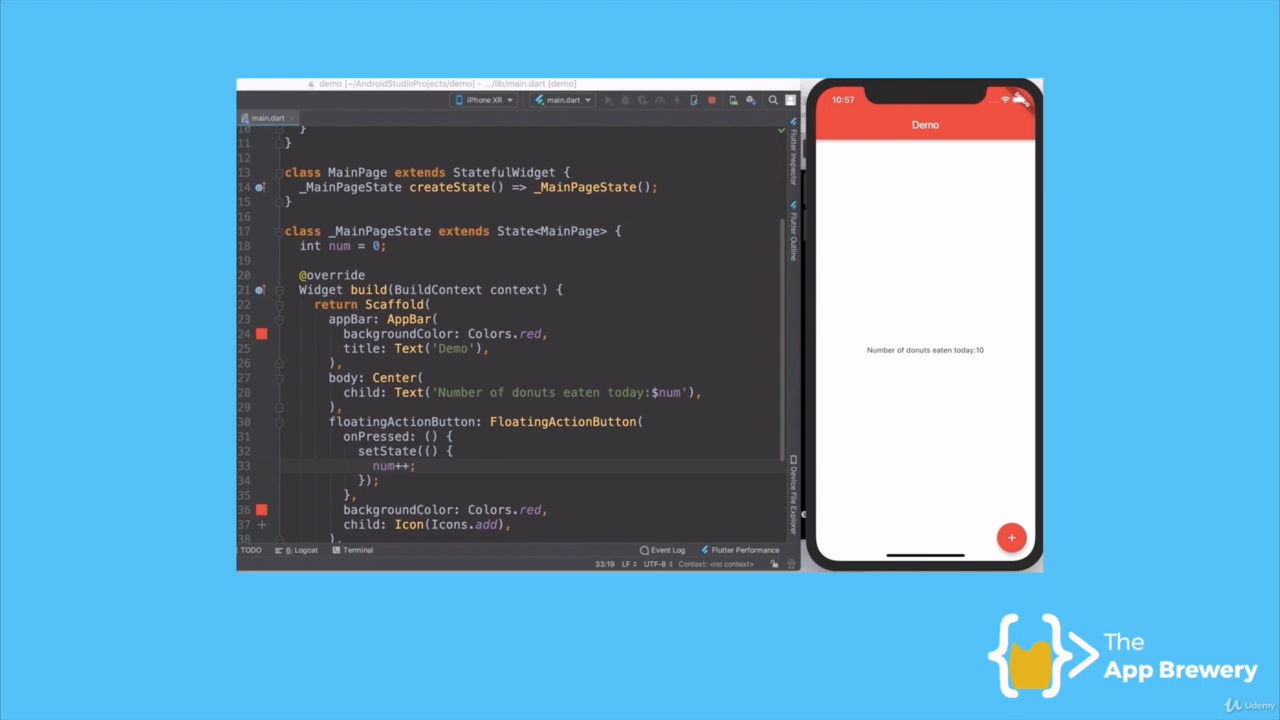 demo [~/AndroidStudioProjects/demo] - .../lib/main.dart [demo]
iPhone XR
main.dart
main.dart
10 }
11 }
12
13 class MainPage extends StatefulWidget {
14 _MainPageState createState() => _MainPageState();
15 }
16
17 class _MainPageState extends State<MainPage> {
18 int num = 0;
19
20 @override
21 Widget build(BuildContext context) {
22 return Scaffold(
23 appBar: AppBar(
24 backgroundColor: Colors.red,
25 title: Text('Demo'),
26 ),
27 body: Center(
28 child: Text('Number of donuts eaten today:$num'),
29 ),
30 floatingActionButton: FloatingActionButton(
31 onPressed: () {
32 setState(() {
33 num++;
34 });
35 },
36 backgroundColor: Colors.red,
37 child: Icon(Icons.add),
38 ),
Flutter Inspector
Flutter Outline
Device File Explorer
TODO
6: Logcat
Terminal
Event Log
Flutter Performance
33:19 LF UTF-8 Context: <no context>
10:57
Demo
Number of donuts eaten today:10
+
The
App Brewery
Udemy